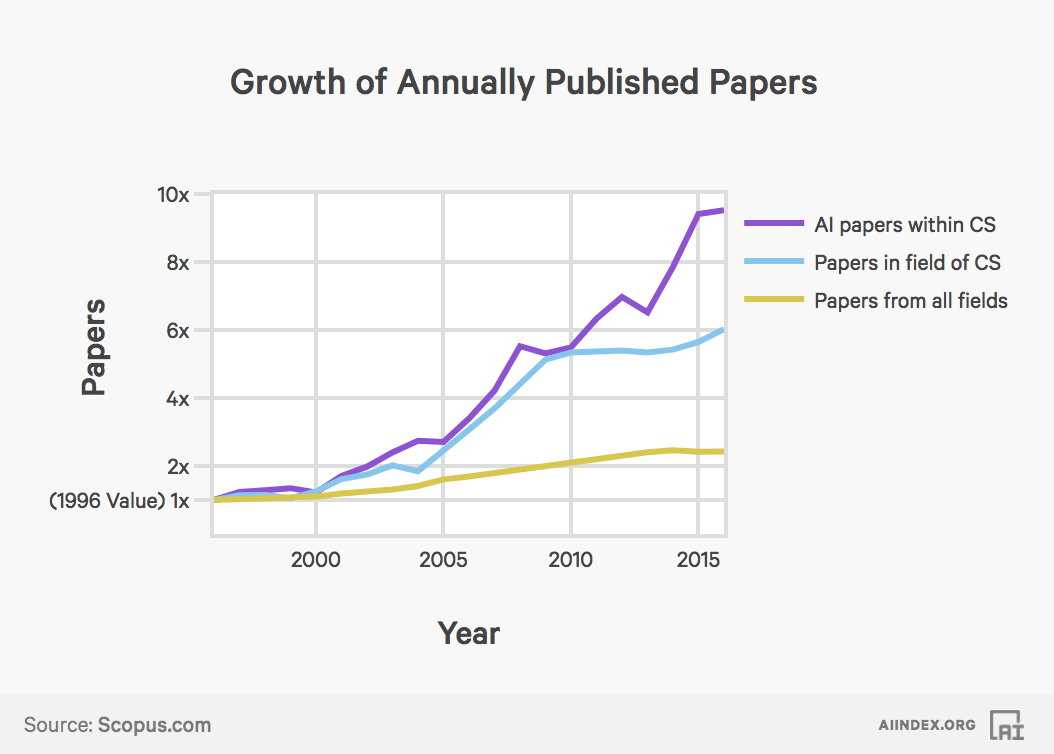 Growth of Annually Published Papers
10x
8x
6x
4x
2x
(1996 Value) 1x
Papers
2000 2005 2010 2015
Year
AI papers within CS
Papers in field of CS
Papers from all fields
Source: Scopus.com
AIINDEX.ORG AI